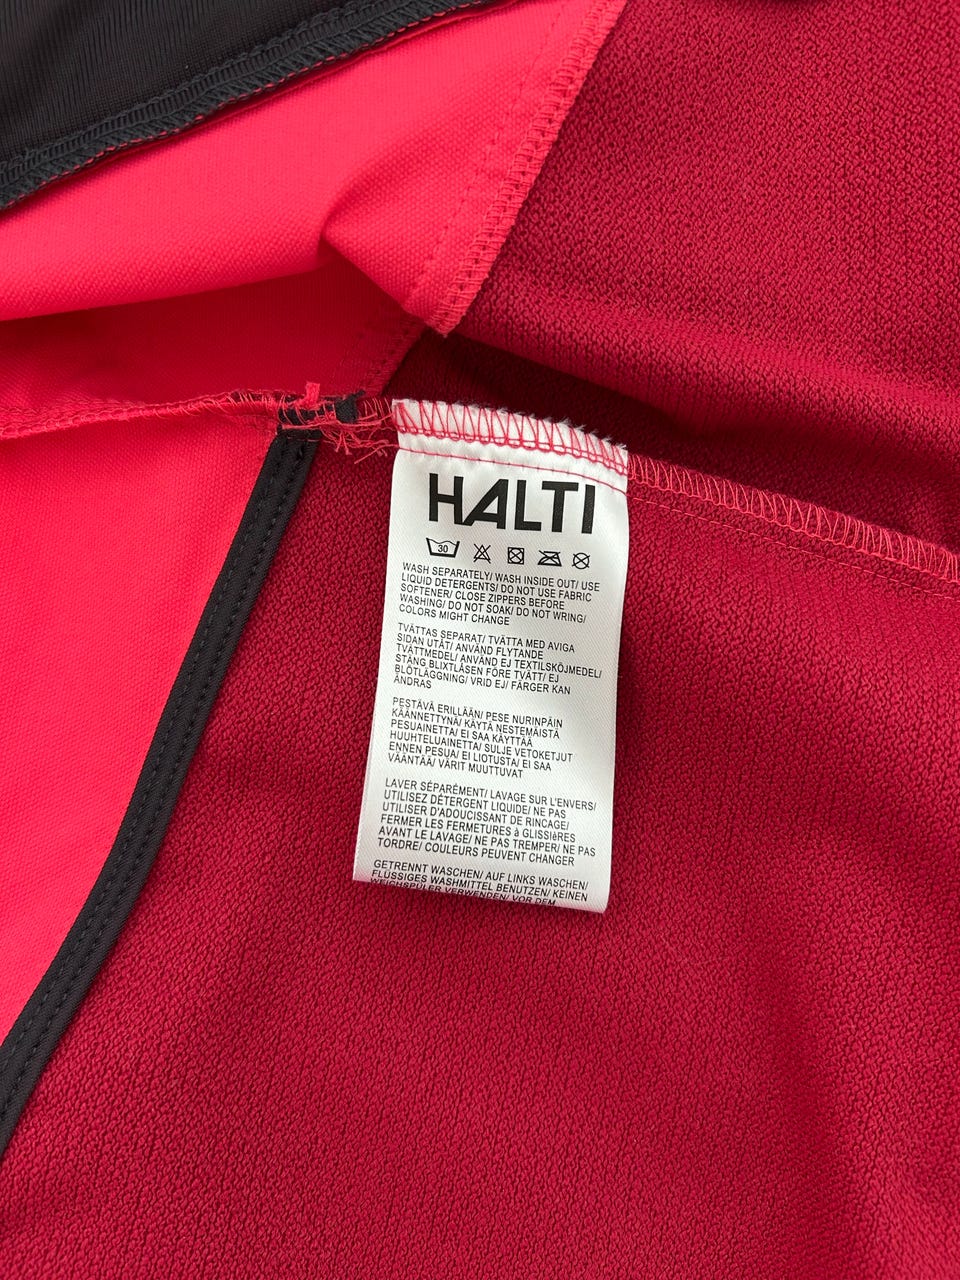 HALTI
30
WASH SEPARATELY/ WASH INSIDE OUT/ USE
LIQUID DETERGENTS/ DO NOT USE FABRIC
SOFTENER/ CLOSE ZIPPERS BEFORE
WASHING/ DO NOT SOAK/ DO NOT WRING/
COLORS MIGHT CHANGE
TVÄTTAS SEPARAT/ TVÄTTA MED AVIGA
SIDAN UTÅT/ ANVÄND FLYTANDE
TVÄTTMEDEL/ ANVÄND EJ TEXTILSKÖJMEDEL/
STÄNG BLIXTLÅSEN FÖRE TVÄTT/ EJ
BLÖTLÄGGNING/ VRID EJ/ FÄRGER KAN
ÄNDRAS
PESTÄVÄ ERILLÄÄN/ PESE NURINPÄIN
KÄÄNNETTYNÄ/ KÄYTÄ NESTEMÄISTÄ
PESUAINETTA/ EI SAA KÄYTTÄÄ
HUUHTELUAINETTA/ SULJE VETOKETJUT
ENNEN PESUA/ EI LIOTUSTA/ EI SAA
VÄÄNTÄÄ/ VÄRIT MUUTTUVAT
LAVER SÉPARÉMENT/ LAVAGE SUR L'ENVERS/
UTILISEZ DÉTERGENT LIQUIDE/ NE PAS
UTILISER D'ADOUCISSANT DE RINCAGE/
FERMER LES FERMETURES à GLISSIèRES
AVANT LE LAVAGE/ NE PAS TREMPER/ NE PAS
TORDRE/ COULEURS PEUVENT CHANGER
GETRENNT WASCHEN/ AUF LINKS WASCHEN/
FLÜSSIGES WASHMITTEL BENUTZEN/ KEINEN
WEICHSPÜLER VERWENDEN/ VOR DEM